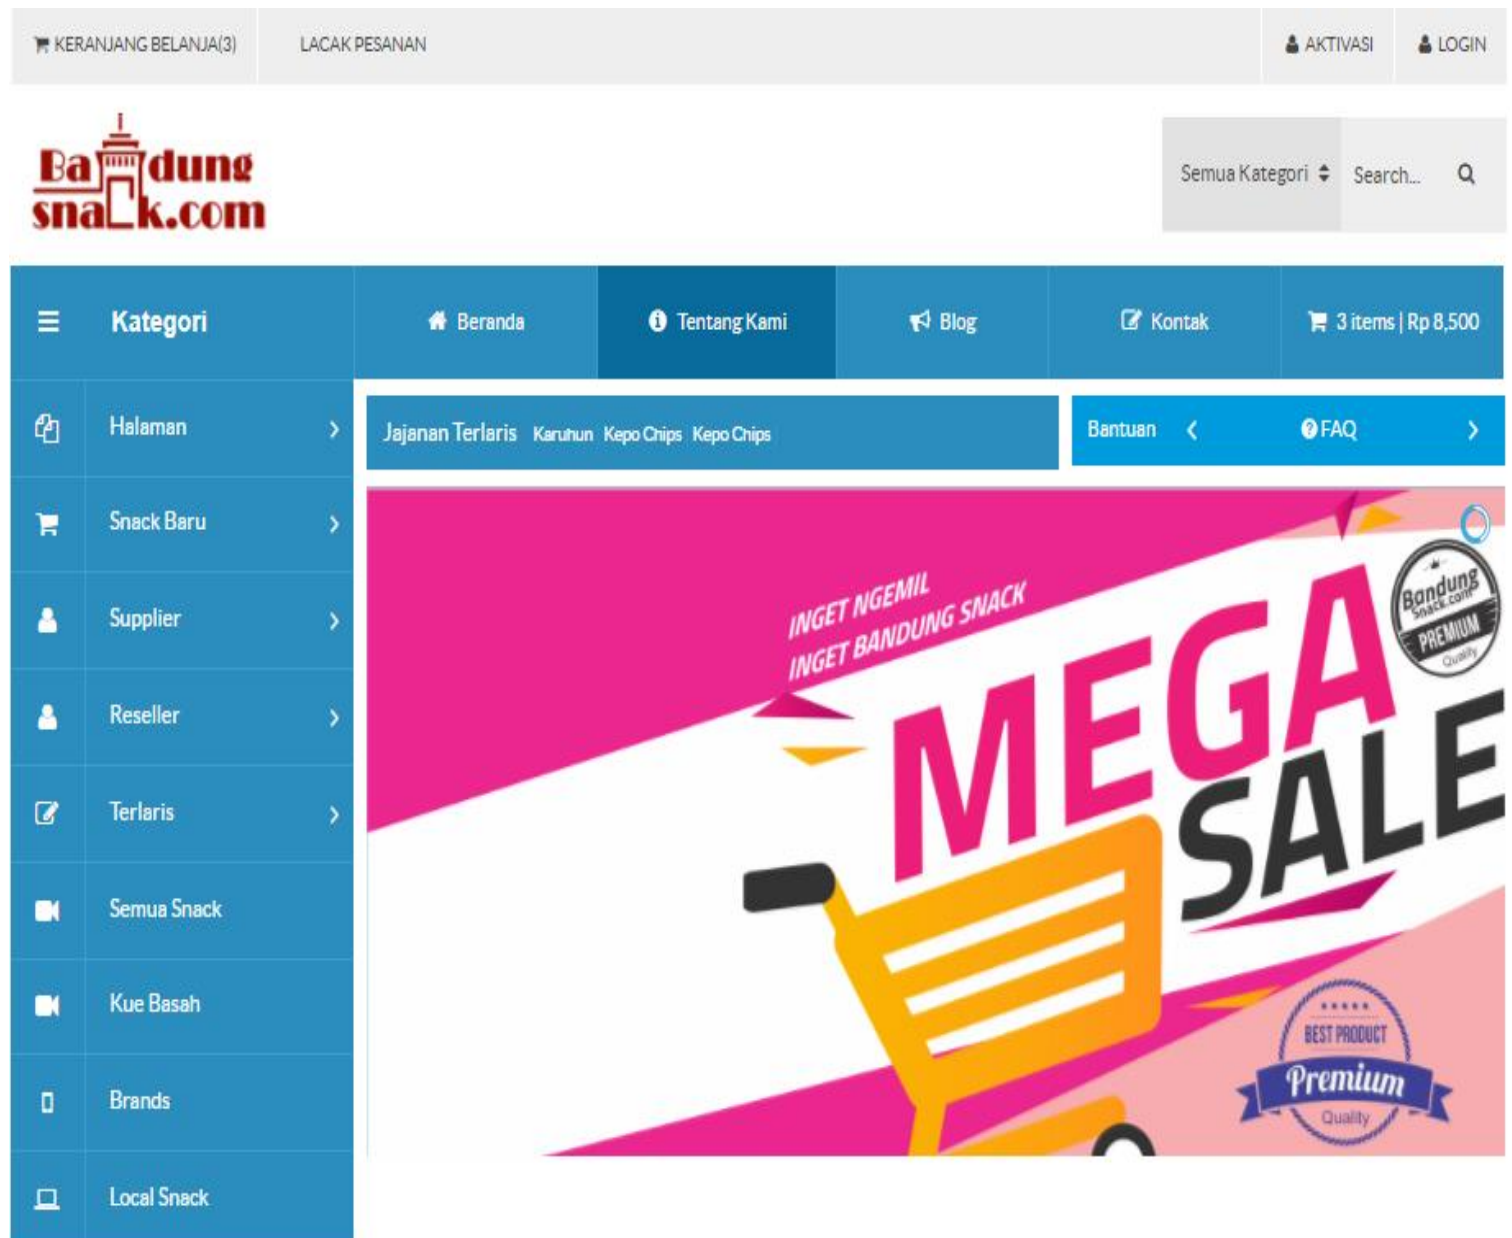 KERANJANG BELANJA(3)
LACAK PESANAN
AKTIVASI
LOGIN
Bandung
snack.com
Semua Kategori
Search...
Kategori
Beranda
Tentang Kami
Blog
Kontak
3 items | Rp 8,500
Halaman
Snack Baru
Supplier
Reseller
Terlaris
Semua Snack
Kue Basah
Brands
Local Snack
Jajanan Terlaris Karuhun Kepo Chips Kepo Chips
Bantuan
FAQ
INGET NGEMIL
INGET BANDUNG SNACK
MEGA
SALE
Bandung
Snack.com
PREMIUM
Quality
BEST PRODUCT
Premium
Quality